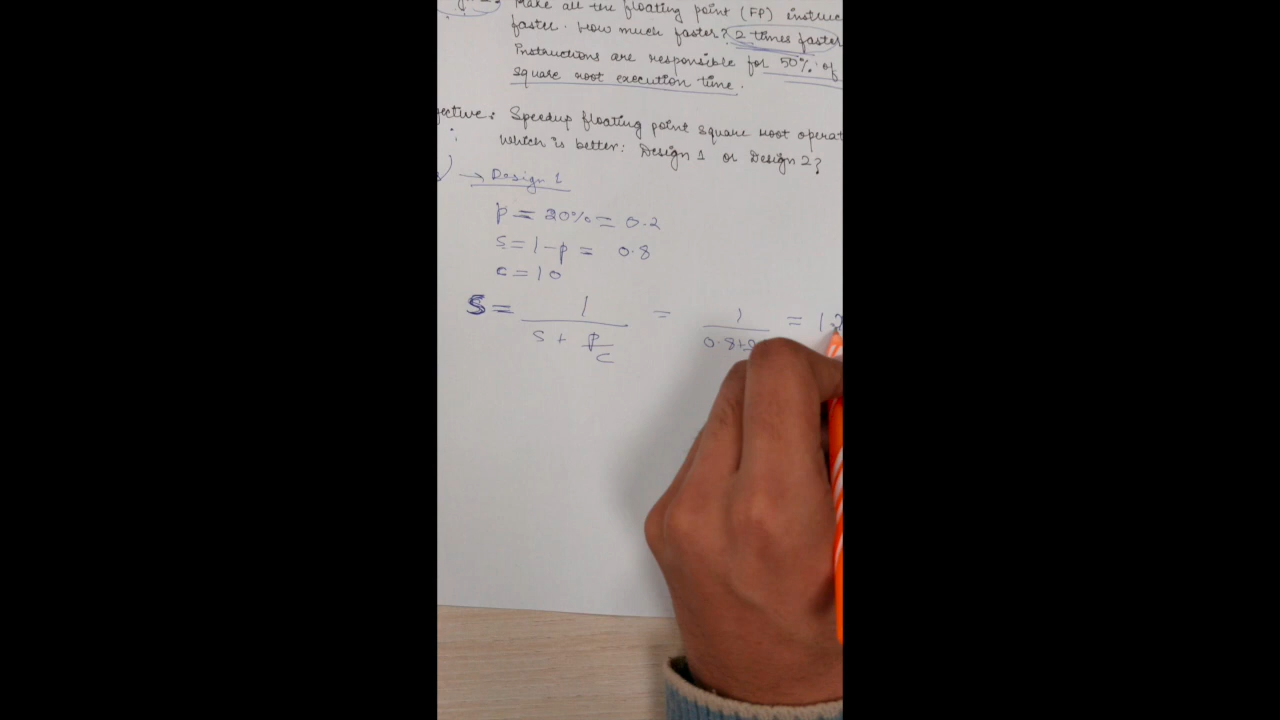 Make all the floating point (FP) instruc
faster. How much faster? 2 times faster
Instructions are responsible for 50% of
square root execution time.
jective: Speedup floating point square root operat
Which is better: Design 1 or Design 2?
→ Design 1
p = 20% = 0.2
s = 1-p = 0.8
c = 10
S = 1 / (s + p/c) = 1 / (0.8+ = 1.2